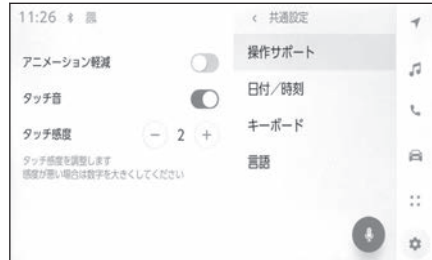 11:26
アニメーション軽減
タッチ音
タッチ感度 － 2 ＋
タッチ感度を調整します
感度が悪い場合は数字を大きくしてください
< 共通設定
操作サポート
日付／時刻
キーボード
言語